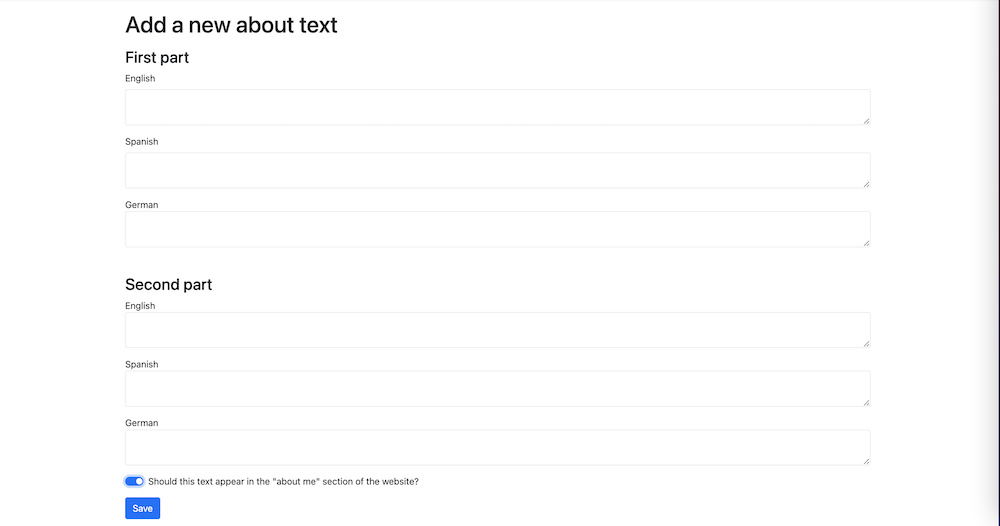 Add a new about text
First part
English
Spanish
German
Second part
English
Spanish
German
Should this text appear in the "about me" section of the website?
Save